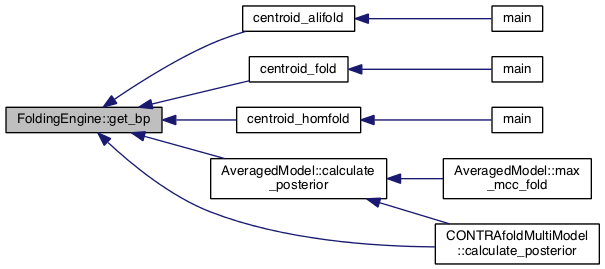 centroid_alifold
main
centroid_fold
main
FoldingEngine::get_bp
centroid_homfold
main
AveragedModel::calculate
_posterior
AveragedModel::max
_mcc_fold
CONTRAfoldMultiModel
::calculate_posterior